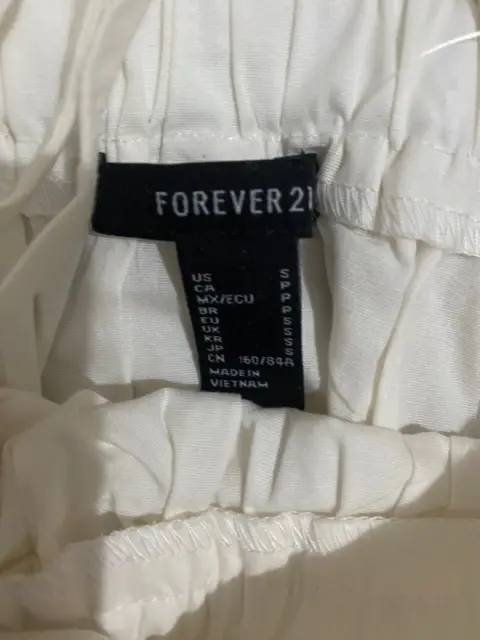 FOREVER 21
US S
CA P
MX/ECU P
BR P
EU S
UK S
KR S
JP S
CN 160/84A
MADE IN
VIETNAM